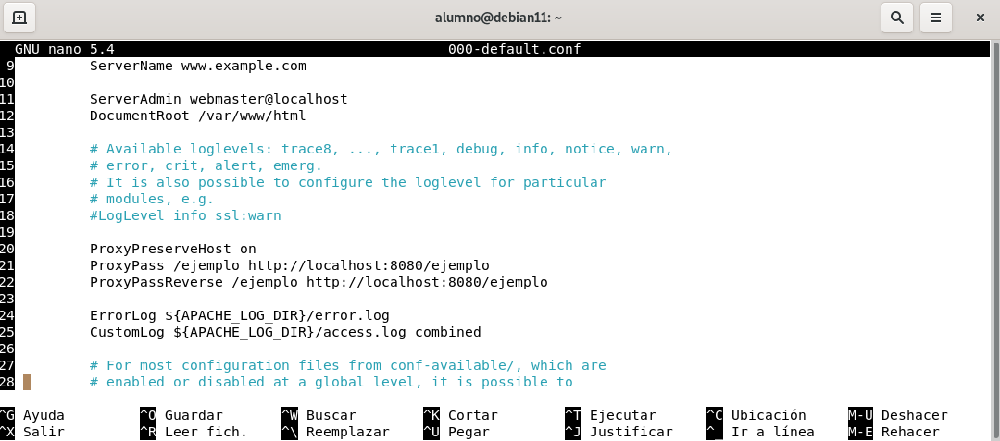 alumno@debian11: ~
GNU nano 5.4 000-default.conf
9 ServerName www.example.com
10
11 ServerAdmin webmaster@localhost
12 DocumentRoot /var/www/html
13
14 # Available loglevels: trace8, ..., trace1, debug, info, notice, warn,
15 # error, crit, alert, emerg.
16 # It is also possible to configure the loglevel for particular
17 # modules, e.g.
18 #LogLevel info ssl:warn
19
20 ProxyPreserveHost on
21 ProxyPass /ejemplo http://localhost:8080/ejemplo
22 ProxyPassReverse /ejemplo http://localhost:8080/ejemplo
23
24 ErrorLog ${APACHE_LOG_DIR}/error.log
25 CustomLog ${APACHE_LOG_DIR}/access.log combined
26
27 # For most configuration files from conf-available/, which are
28 # enabled or disabled at a global level, it is possible to
^G Ayuda ^O Guardar ^W Buscar ^K Cortar ^T Ejecutar ^C Ubicación M-U Deshacer
^X Salir ^R Leer fich. ^\ Reemplazar ^U Pegar ^J Justificar ^_ Ir a línea M-E Rehacer